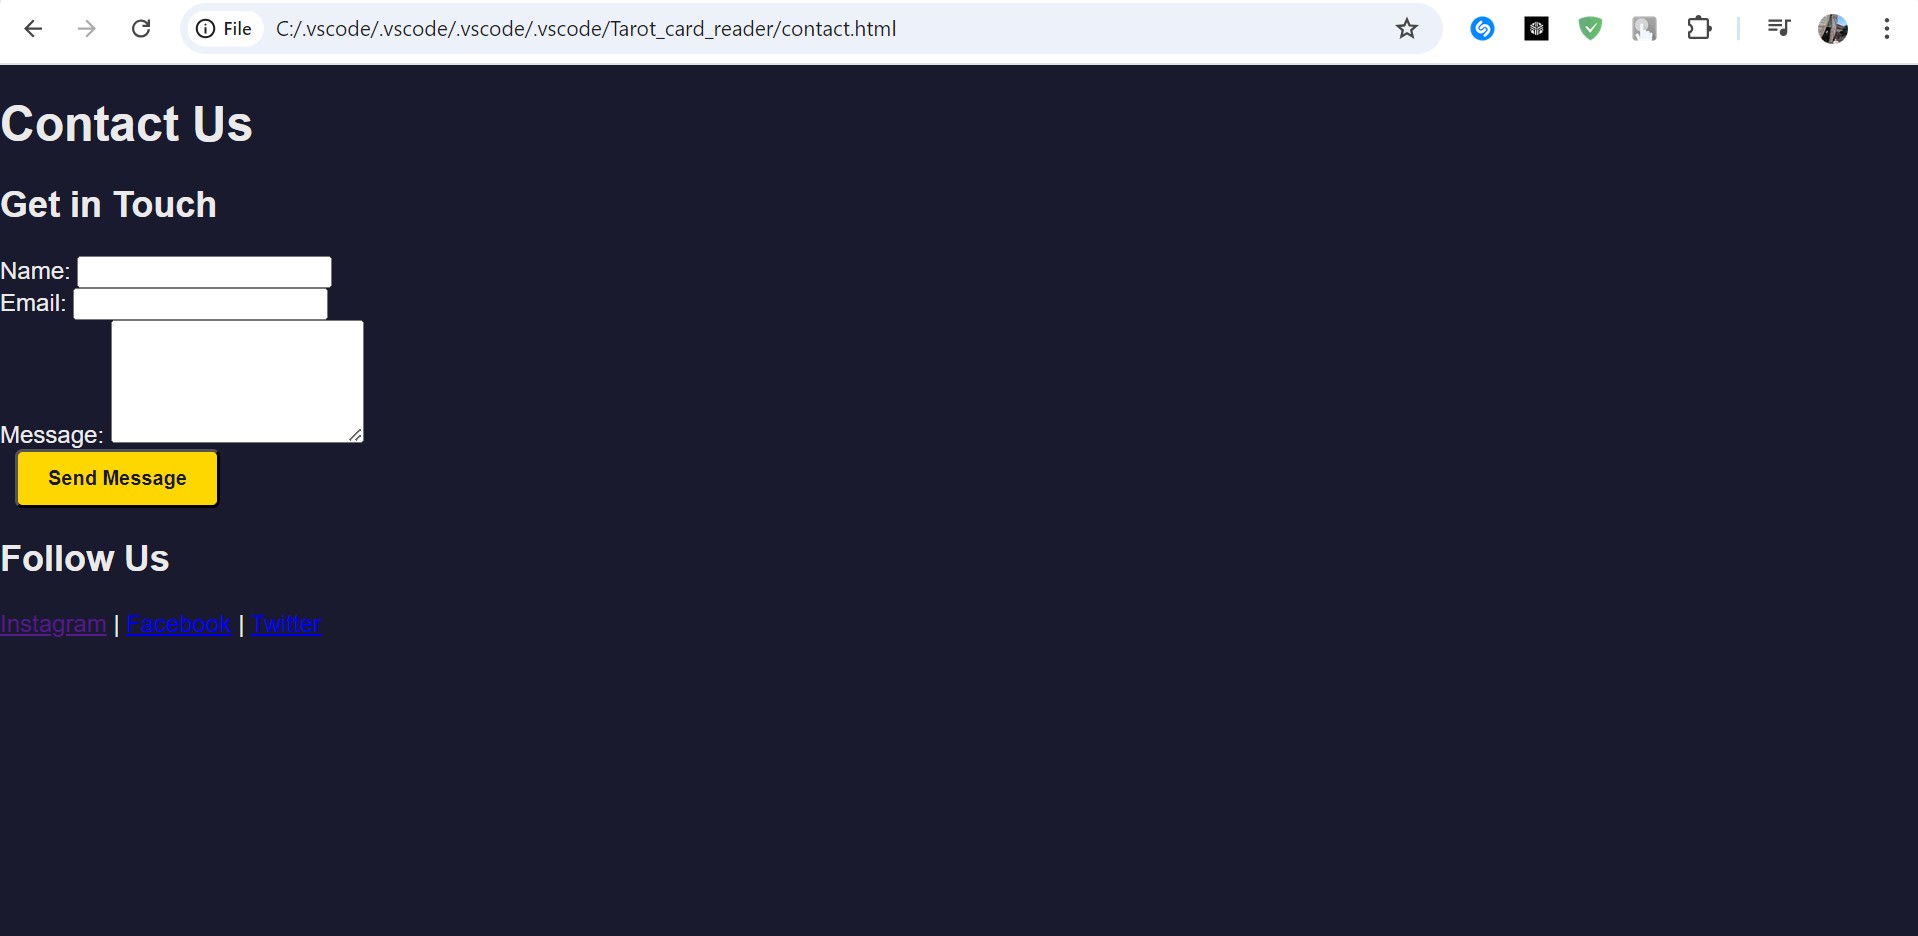 File C:/.vscode/.vscode/.vscode/.vscode/Tarot_card_reader/contact.html
Contact Us
Get in Touch
Name:
Email:
Message:
Send Message
Follow Us
Instagram | Facebook | Twitter